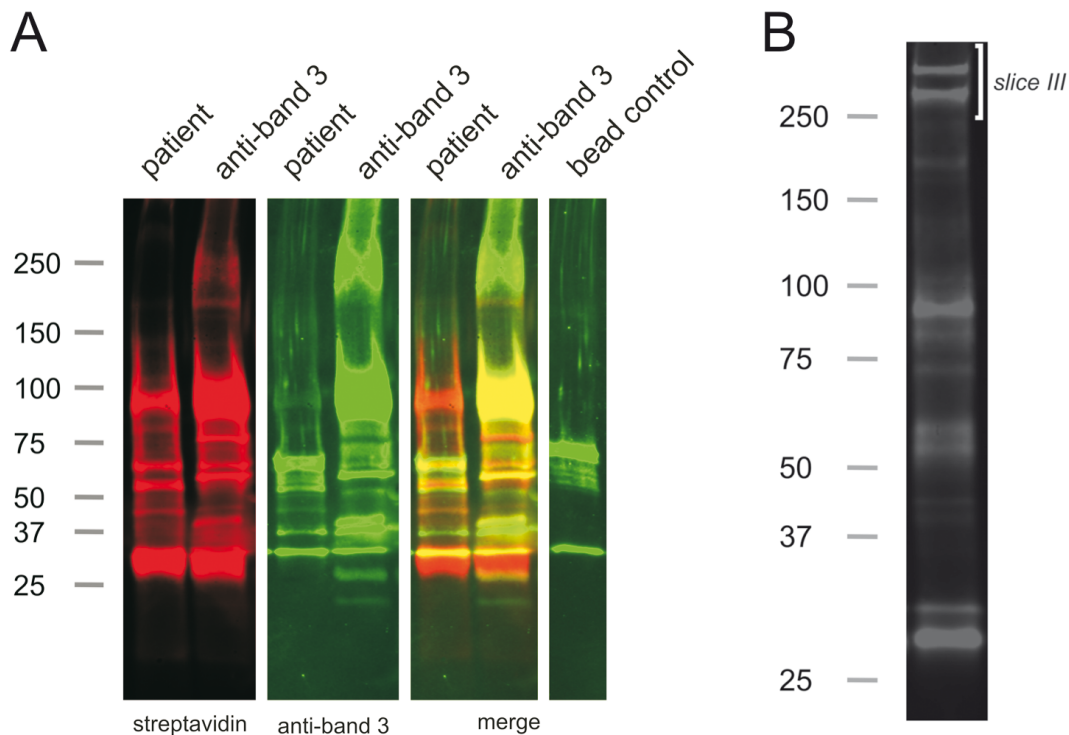 A
patient
anti-band 3
patient
anti-band 3
patient
anti-band 3
bead control
250
150
100
75
50
37
25
streptavidin
anti-band 3
merge
B
slice III
250
150
100
75
50
37
25